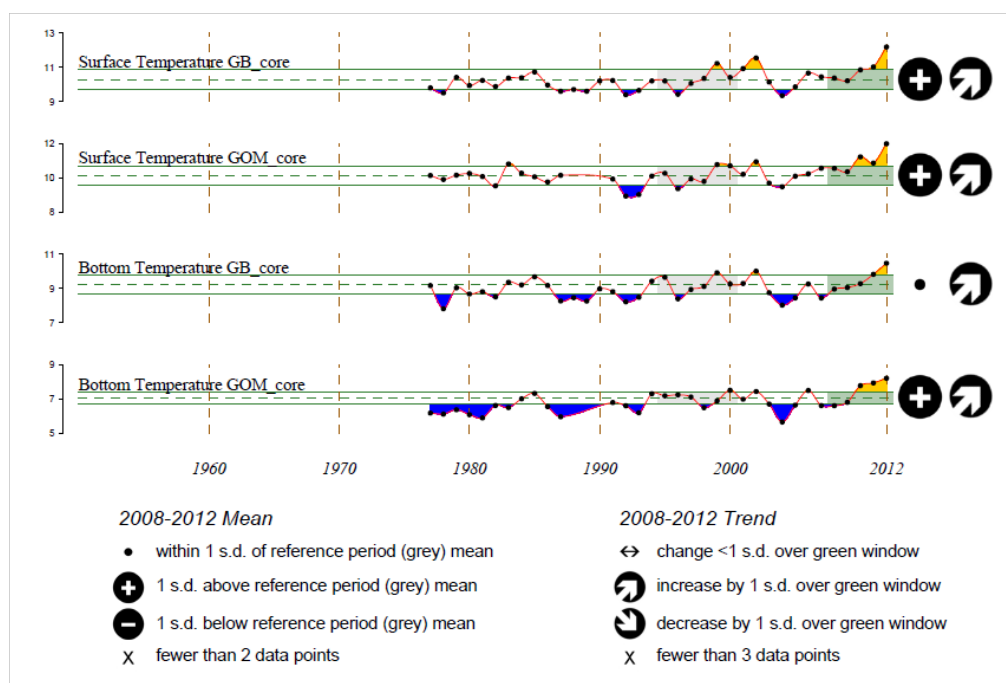 13
Surface Temperature GB_core
11
9
12
Surface Temperature GOM_core
10
8
11
Bottom Temperature GB_core
9
7
9
Bottom Temperature GOM_core
7
5
1960 1970 1980 1990 2000 2012
2008-2012 Mean 2008-2012 Trend
within 1 s.d. of reference period (grey) mean change <1 s.d. over green window
1 s.d. above reference period (grey) mean increase by 1 s.d. over green window
1 s.d. below reference period (grey) mean decrease by 1 s.d. over green window
X fewer than 2 data points X fewer than 3 data points